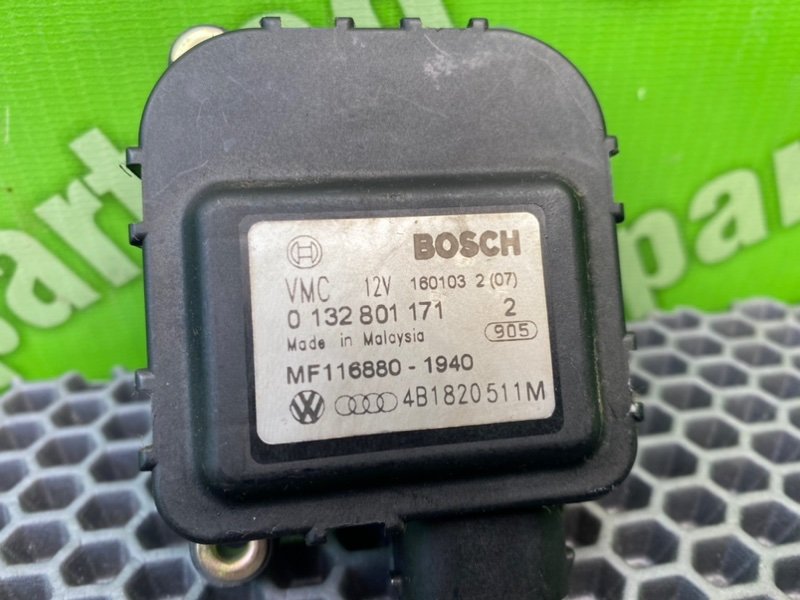 BOSCH
VMC 12V 160103 2 (07)
0 132 801 171 2
Made in Malaysia 905
MF116880-1940
4B1820511M